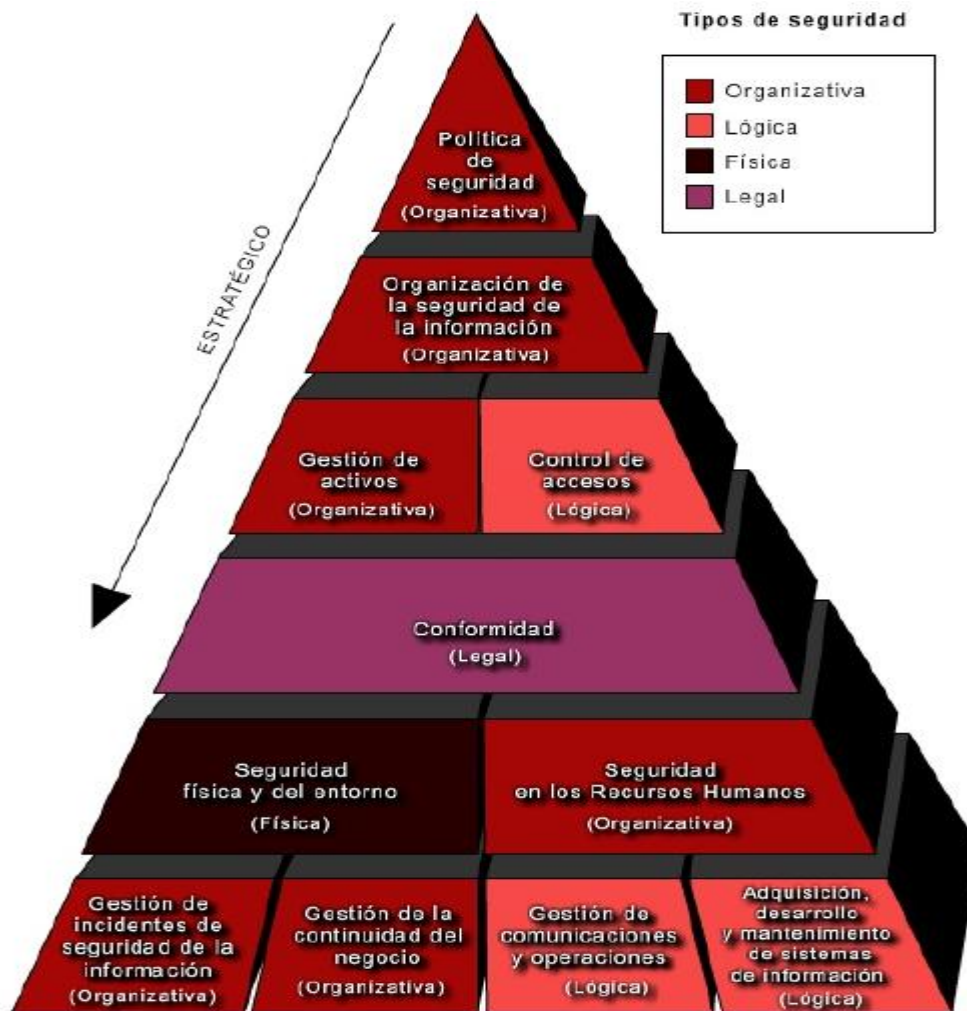 Tipos de seguridad
Organizativa
Lógica
Física
Legal
ESTRATÉGICO
Política
de
seguridad
(Organizativa)
Organización de
la seguridad de
la información
(Organizativa)
Gestión de
activos
(Organizativa)
Control de
accesos
(Lógica)
Conformidad
(Legal)
Seguridad
física y del entorno
(Física)
Seguridad
en los Recursos Humanos
(Organizativa)
Gestión de
incidentes de
seguridad de la
información
(Organizativa)
Gestión de la
continuidad del
negocio
(Organizativa)
Gestión de
comunicaciones
y operaciones
(Lógica)
Adquisición,
desarrollo
y mantenimiento
de sistemas
de información
(Lógica)